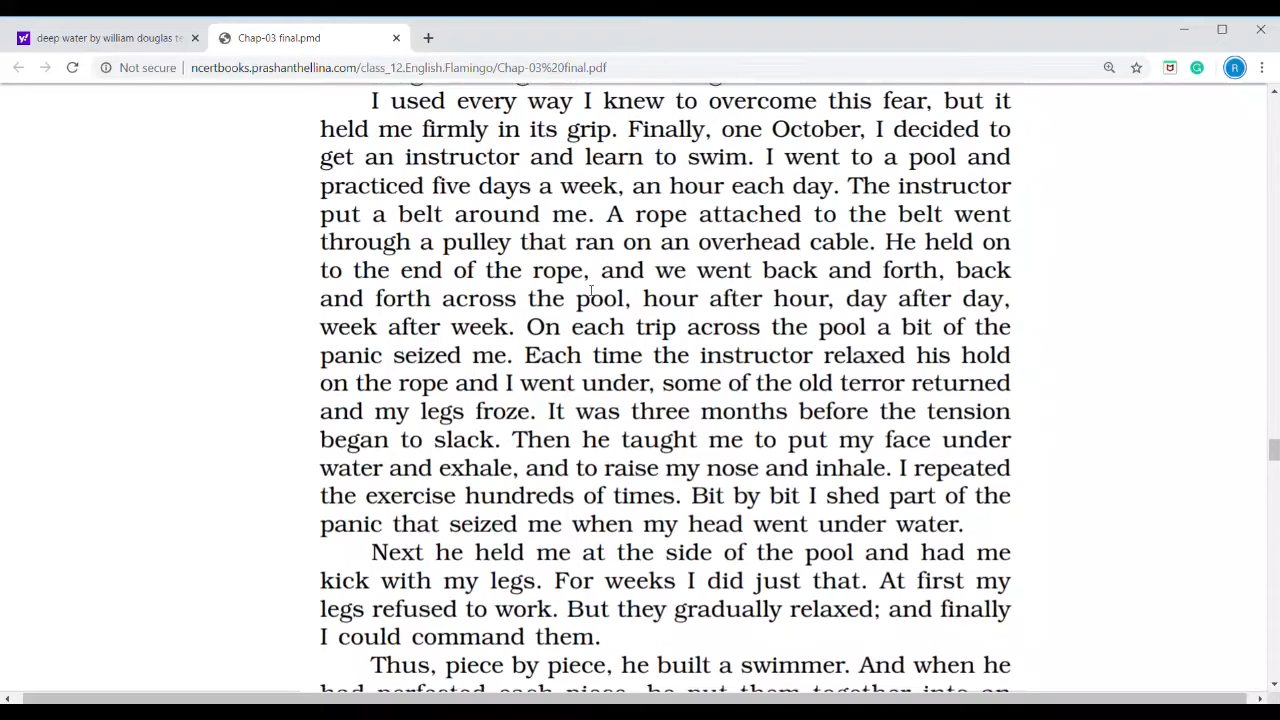 deep water by william douglas te
Chap-03 final.pmd
Not secure
ncertbooks.prashanthellina.com/class_12.English.Flamingo/Chap-03%20final.pdf
R
I used every way I knew to overcome this fear, but it
held me firmly in its grip. Finally, one October, I decided to
get an instructor and learn to swim. I went to a pool and
practiced five days a week, an hour each day. The instructor
put a belt around me. A rope attached to the belt went
through a pulley that ran on an overhead cable. He held on
to the end of the rope, and we went back and forth, back
and forth across the pool, hour after hour, day after day,
week after week. On each trip across the pool a bit of the
panic seized me. Each time the instructor relaxed his hold
on the rope and I went under, some of the old terror returned
and my legs froze. It was three months before the tension
began to slack. Then he taught me to put my face under
water and exhale, and to raise my nose and inhale. I repeated
the exercise hundreds of times. Bit by bit I shed part of the
panic that seized me when my head went under water.
Next he held me at the side of the pool and had me
kick with my legs. For weeks I did just that. At first my
legs refused to work. But they gradually relaxed; and finally
I could command them.
Thus, piece by piece, he built a swimmer. And when he
had perfected each piece, he put them together into an